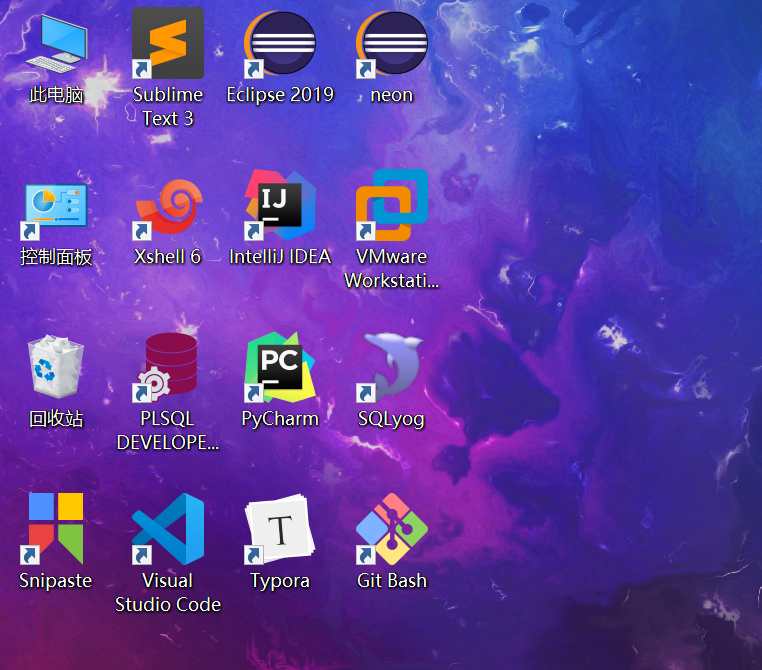 此电脑
Sublime
Text 3
Eclipse 2019
neon
控制面板
Xshell 6
IJ
IntelliJ IDEA
VMware
Workstati...
回收站
PLSQL
DEVELOPE...
PC
PyCharm
SQLyog
Snipaste
Visual
Studio Code
T
Typora
Git Bash